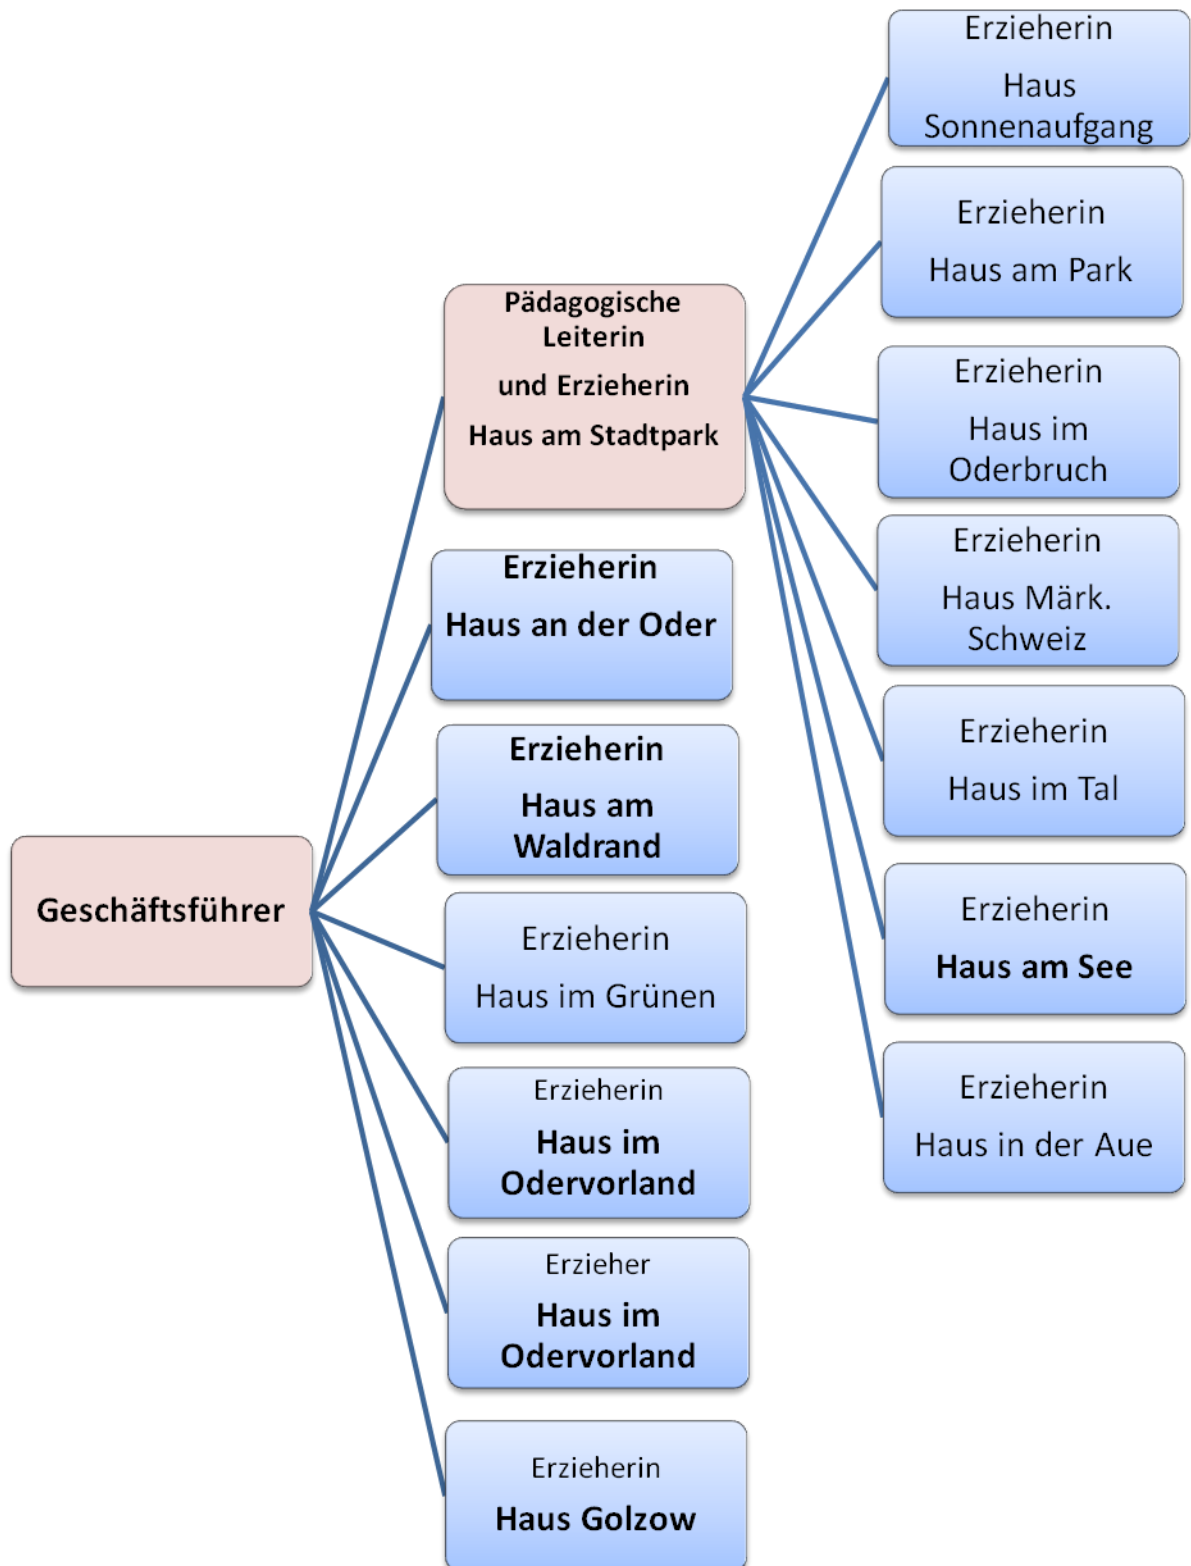 Geschäftsführer
Pädagogische
Leiterin
und Erzieherin
Haus am Stadtpark
Erzieherin
Haus an der Oder
Erzieherin
Haus am
Waldrand
Erzieherin
Haus im Grünen
Erzieherin
Haus im
Odervorland
Erzieher
Haus im
Odervorland
Erzieherin
Haus Golzow
Erzieherin
Haus
Sonnenaufgang
Erzieherin
Haus am Park
Erzieherin
Haus im
Oderbruch
Erzieherin
Haus Märk.
Schweiz
Erzieherin
Haus im Tal
Erzieherin
Haus am See
Erzieherin
Haus in der Aue